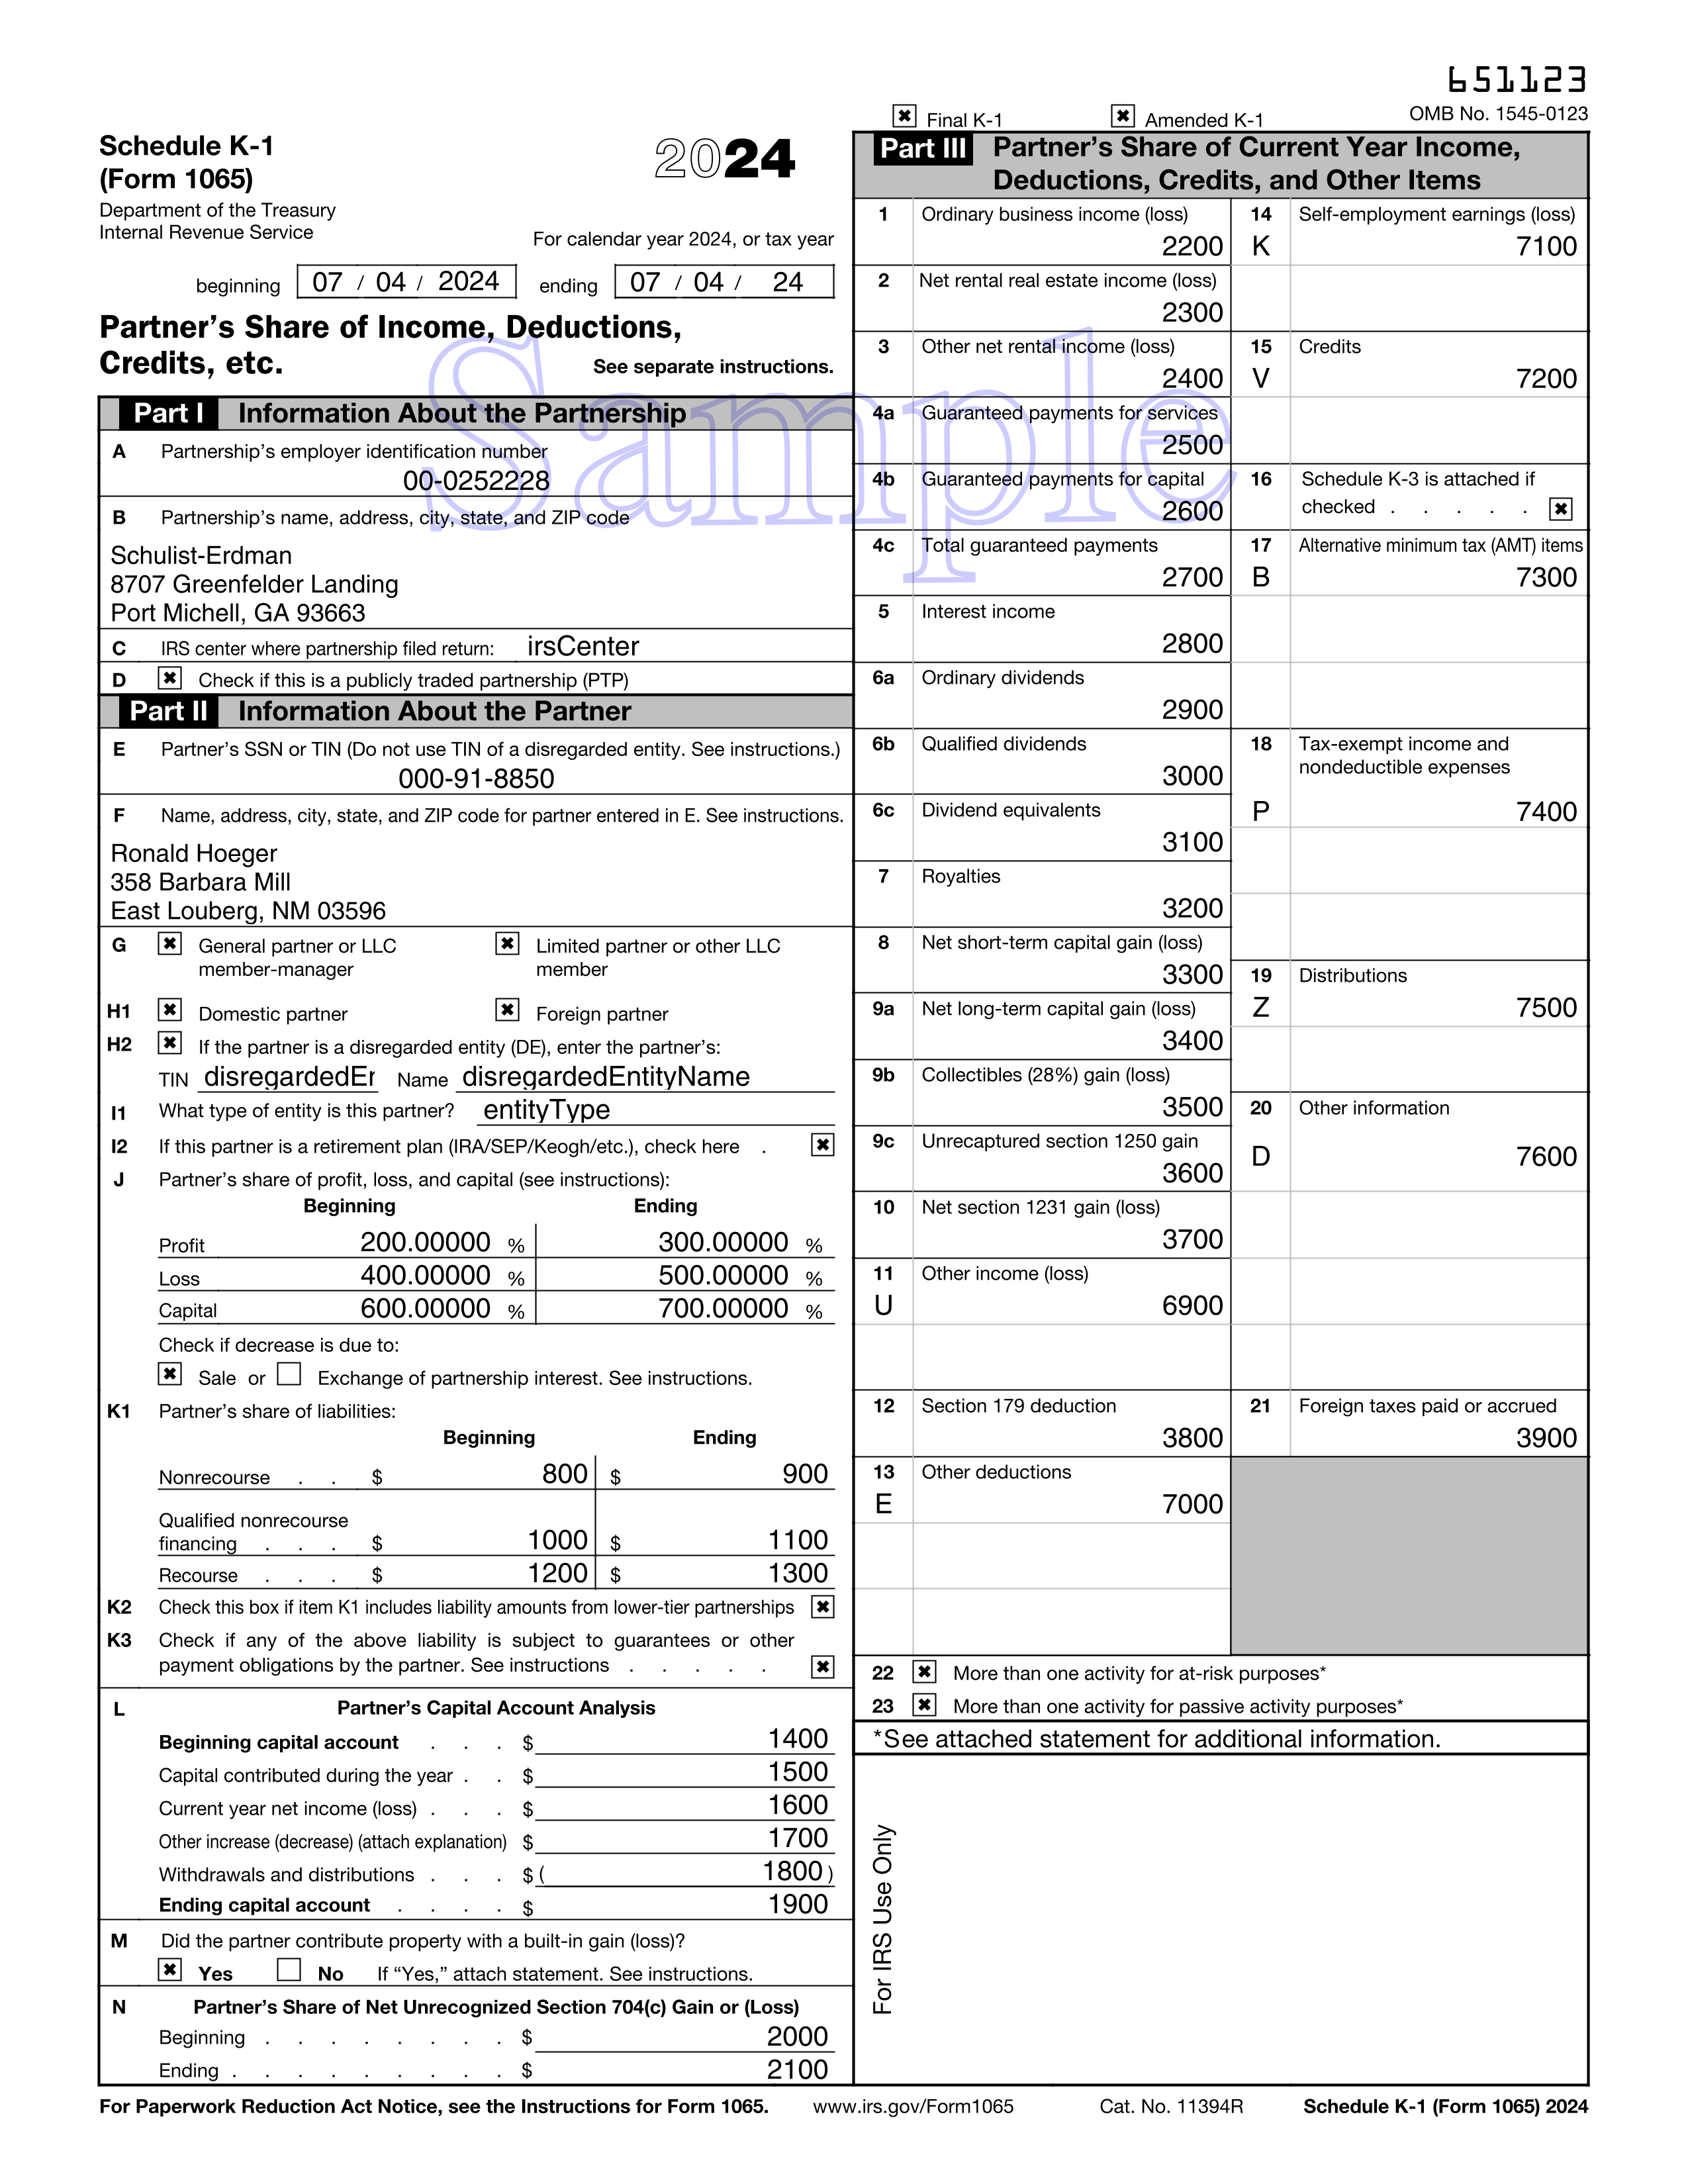 651123
Final K-1 Amended K-1 OMB No. 1545-0123
Schedule K-1
(Form 1065)
2024
Department of the Treasury
Internal Revenue Service
For calendar year 2024, or tax year
beginning 07 / 04 / 2024 ending 07 / 04 / 24
Partner's Share of Income, Deductions,
Credits, etc.
See separate instructions.
Part I Information About the Partnership
A Partnership's employer identification number
00-0252228
B Partnership's name, address, city, state, and ZIP code
Schulist-Erdman
8707 Greenfelder Landing
Port Michell, GA 93663
C IRS center where partnership filed return: irsCenter
D Check if this is a publicly traded partnership (PTP)
Part II Information About the Partner
E Partner's SSN or TIN (Do not use TIN of a disregarded entity. See instructions.)
000-91-8850
F Name, address, city, state, and ZIP code for partner entered in E. See instructions.
Ronald Hoeger
358 Barbara Mill
East Louberg, NM 03596
G General partner or LLC Limited partner or other LLC
member-manager member
H1 Domestic partner Foreign partner
H2 If the partner is a disregarded entity (DE), enter the partner's:
TIN disregardedEr Name disregardedEntityName
I1 What type of entity is this partner? entityType
I2 If this partner is a retirement plan (IRA/SEP/Keogh/etc.), check here .
J Partner's share of profit, loss, and capital (see instructions):
Beginning Ending
Profit 200.00000 % 300.00000 %
Loss 400.00000 % 500.00000 %
Capital 600.00000 % 700.00000 %
Check if decrease is due to:
Sale or Exchange of partnership interest. See instructions.
K1 Partner's share of liabilities:
Beginning Ending
Nonrecourse . . $ 800 $ 900
Qualified nonrecourse
financing . . . $ 1000 $ 1100
Recourse . . . $ 1200 $ 1300
K2 Check this box if item K1 includes liability amounts from lower-tier partnerships
K3 Check if any of the above liability is subject to guarantees or other
payment obligations by the partner. See instructions . . . . .
L Partner's Capital Account Analysis
Beginning capital account . . . $ 1400
Capital contributed during the year . . $ 1500
Current year net income (loss) . . . $ 1600
Other increase (decrease) (attach explanation) $ 1700
Withdrawals and distributions . . . $ ( 1800 )
Ending capital account . . . . $ 1900
M Did the partner contribute property with a built-in gain (loss)?
Yes No If “Yes,” attach statement. See instructions.
N Partner's Share of Net Unrecognized Section 704(c) Gain or (Loss)
Beginning . . . . . . . . $ 2000
Ending . . . . . . . . . $ 2100
Part III Partner's Share of Current Year Income,
Deductions, Credits, and Other Items
1 Ordinary business income (loss)
2200
2 Net rental real estate income (loss)
2300
3 Other net rental income (loss)
2400
4a Guaranteed payments for services
2500
4b Guaranteed payments for capital
2600
4c Total guaranteed payments
2700
5 Interest income
2800
6a Ordinary dividends
2900
6b Qualified dividends
3000
6c Dividend equivalents
3100
7 Royalties
3200
8 Net short-term capital gain (loss)
3300
9a Net long-term capital gain (loss)
3400
9b Collectibles (28%) gain (loss)
3500
9c Unrecaptured section 1250 gain
3600
10 Net section 1231 gain (loss)
3700
11 Other income (loss)
U 6900
12 Section 179 deduction
3800
13 Other deductions
E 7000
14 Self-employment earnings (loss)
K 7100
15 Credits
V 7200
16 Schedule K-3 is attached if
checked . . . . .
17 Alternative minimum tax (AMT) items
B 7300
18 Tax-exempt income and
nondeductible expenses
P 7400
19 Distributions
Z 7500
20 Other information
D 7600
21 Foreign taxes paid or accrued
3900
22 More than one activity for at-risk purposes*
23 More than one activity for passive activity purposes*
*See attached statement for additional information.
For IRS Use Only
Sample
For Paperwork Reduction Act Notice, see the Instructions for Form 1065. www.irs.gov/Form1065 Cat. No. 11394R Schedule K-1 (Form 1065) 2024